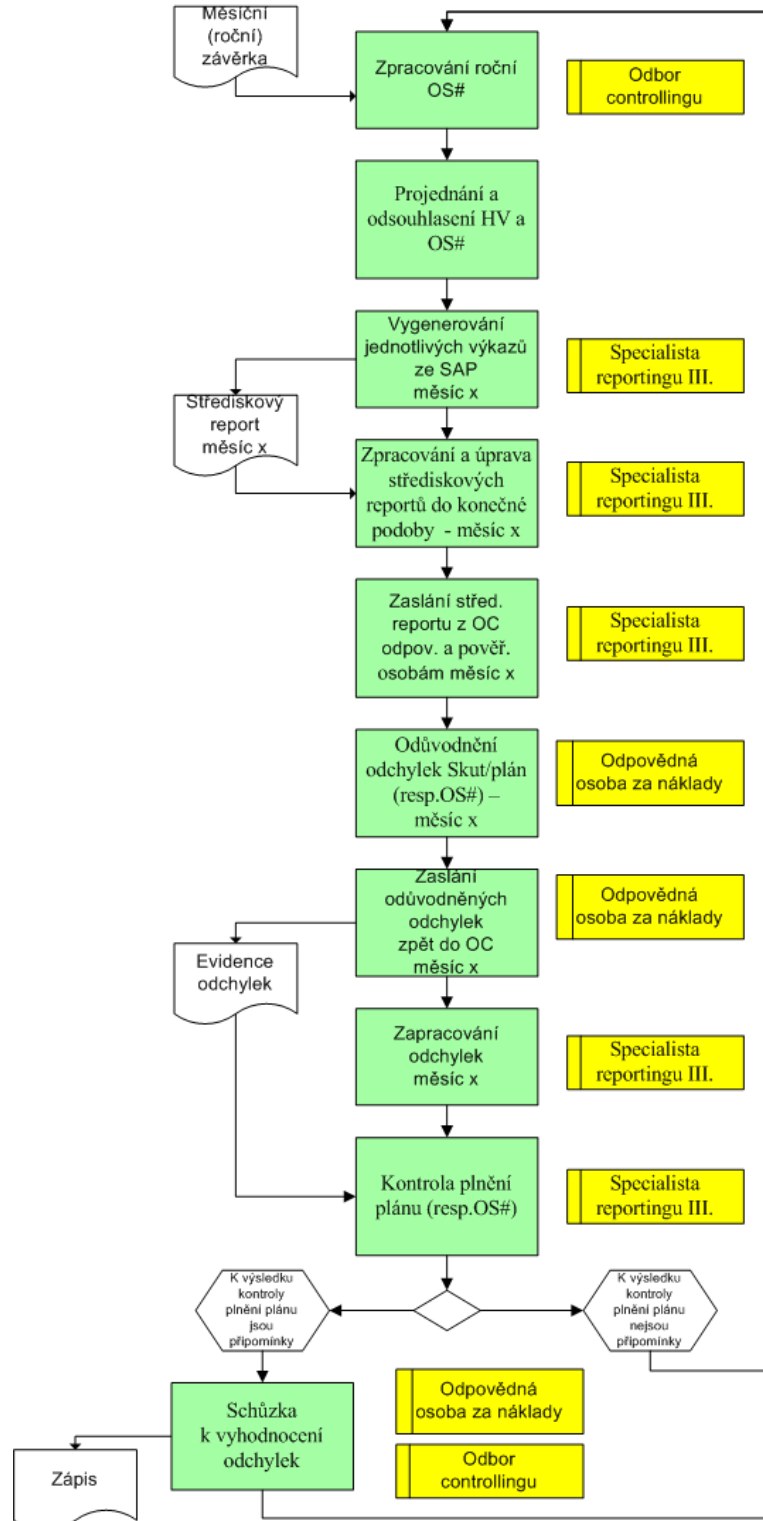 Měsíční
(roční)
závěrka
Zpracování roční
OS#
Odbor
controllingu
Projednání a
odsouhlasení HV a
OS#
Vygenerování
jednotlivých výkazů
ze SAP
měsíc x
Specialista
reportingu III.
Střediskový
report
měsíc x
Zpracování a úprava
střediskových
reportů do konečné
podoby - měsíc x
Specialista
reportingu III.
Zaslání střed.
reportu z OC
odpov. a pověř.
osobám měsíc x
Specialista
reportingu III.
Odůvodnění
odchylek Skut/plán
(resp.OS#) –
měsíc x
Odpovědná
osoba za náklady
Zaslání
odůvodněných
odchylek
zpět do OC
měsíc x
Odpovědná
osoba za náklady
Evidence
odchylek
Zapracování
odchylek
měsíc x
Specialista
reportingu III.
Kontrola plnění
plánu (resp.OS#)
Specialista
reportingu III.
K výsledku
kontroly
plnění plánu
jsou
připomínky
K výsledku
kontroly
plnění plánu
nejsou
připomínky
Schůzka
k vyhodnocení
odchylek
Odpovědná
osoba za náklady
Odbor
controllingu
Zápis